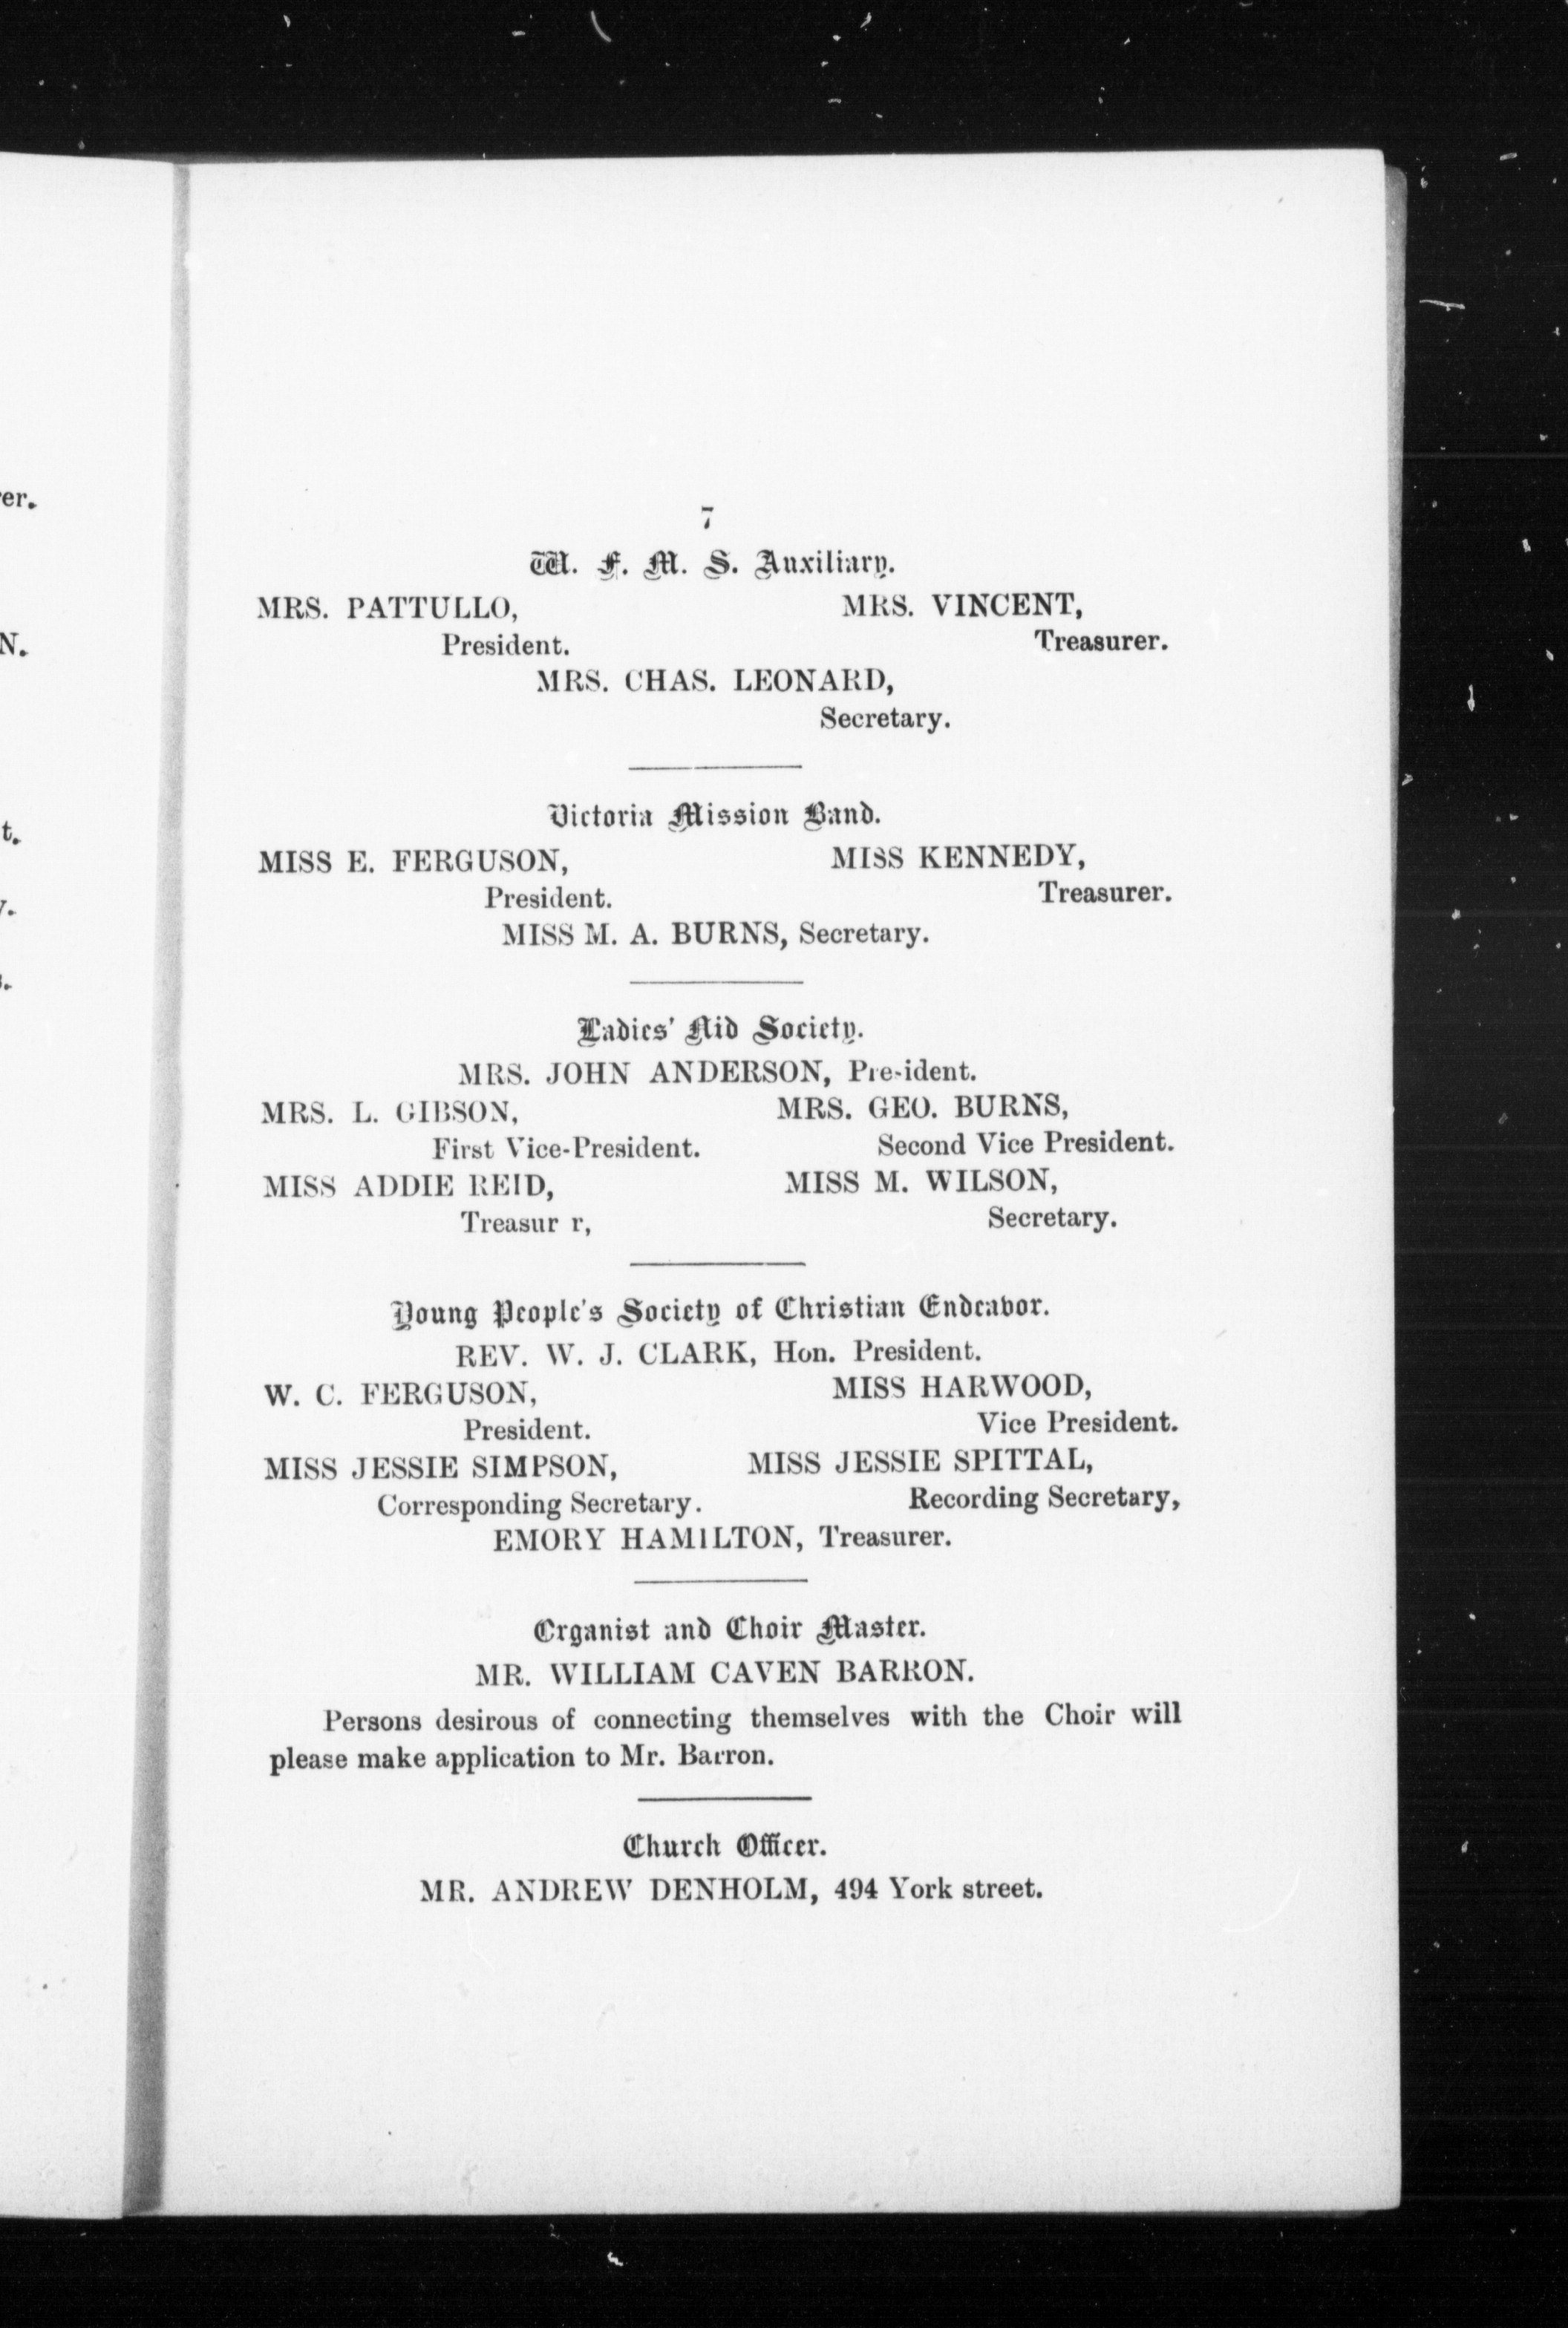 7
W. F. M. S. Auxiliary.
MRS. PATTULLO, MRS. VINCENT,
President. Treasurer.
MRS. CHAS. LEONARD,
Secretary.
Victoria Mission Band.
MISS E. FERGUSON, MISS KENNEDY,
President. Treasurer.
MISS M. A. BURNS, Secretary.
Ladies' Aid Society.
MRS. JOHN ANDERSON, President.
MRS. L. GIBSON, MRS. GEO. BURNS,
First Vice-President. Second Vice President.
MISS ADDIE REID, MISS M. WILSON,
Treasur r, Secretary.
Young People's Society of Christian Endeavor.
REV. W. J. CLARK, Hon. President.
W. C. FERGUSON, MISS HARWOOD,
President. Vice President.
MISS JESSIE SIMPSON, MISS JESSIE SPITTAL,
Corresponding Secretary. Recording Secretary,
EMORY HAMILTON, Treasurer.
Organist and Choir Master.
MR. WILLIAM CAVEN BARRON.
Persons desirous of connecting themselves with the Choir will
please make application to Mr. Barron.
Church Officer.
MR. ANDREW DENHOLM, 494 York street.